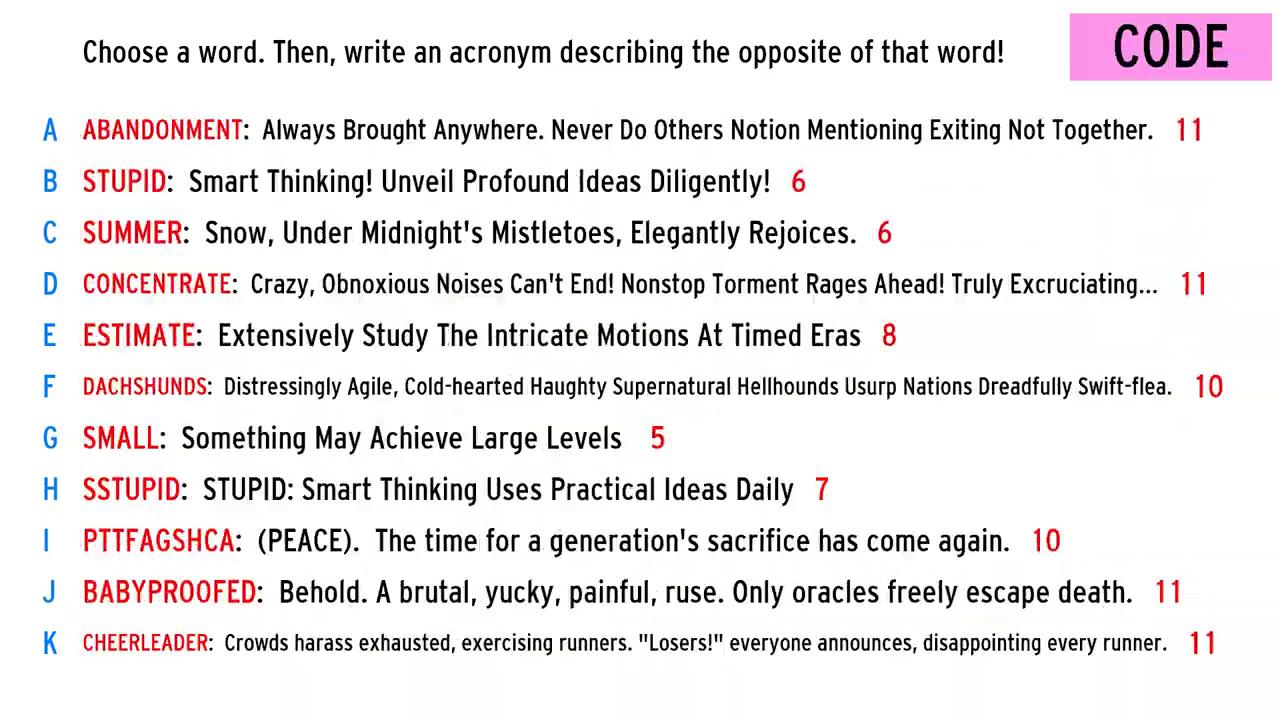 Choose a word. Then, write an acronym describing the opposite of that word! CODE
A ABANDONMENT: Always Brought Anywhere. Never Do Others Notion Mentioning Exiting Not Together. 11
B STUPID: Smart Thinking! Unveil Profound Ideas Diligently! 6
C SUMMER: Snow, Under Midnight's Mistletoes, Elegantly Rejoices. 6
D CONCENTRATE: Crazy, Obnoxious Noises Can't End! Nonstop Torment Rages Ahead! Truly Excruciating... 11
E ESTIMATE: Extensively Study The Intricate Motions At Timed Eras 8
F DACHSHUNDS: Distressingly Agile, Cold-hearted Haughty Supernatural Hellhounds Usurp Nations Dreadfully Swift-flea. 10
G SMALL: Something May Achieve Large Levels 5
H SSTUPID: STUPID: Smart Thinking Uses Practical Ideas Daily 7
I PTTFAGSHCA: (PEACE). The time for a generation's sacrifice has come again. 10
J BABYPROOFED: Behold. A brutal, yucky, painful, ruse. Only oracles freely escape death. 11
K CHEERLEADER: Crowds harass exhausted, exercising runners. "Losers!" everyone announces, disappointing every runner. 11